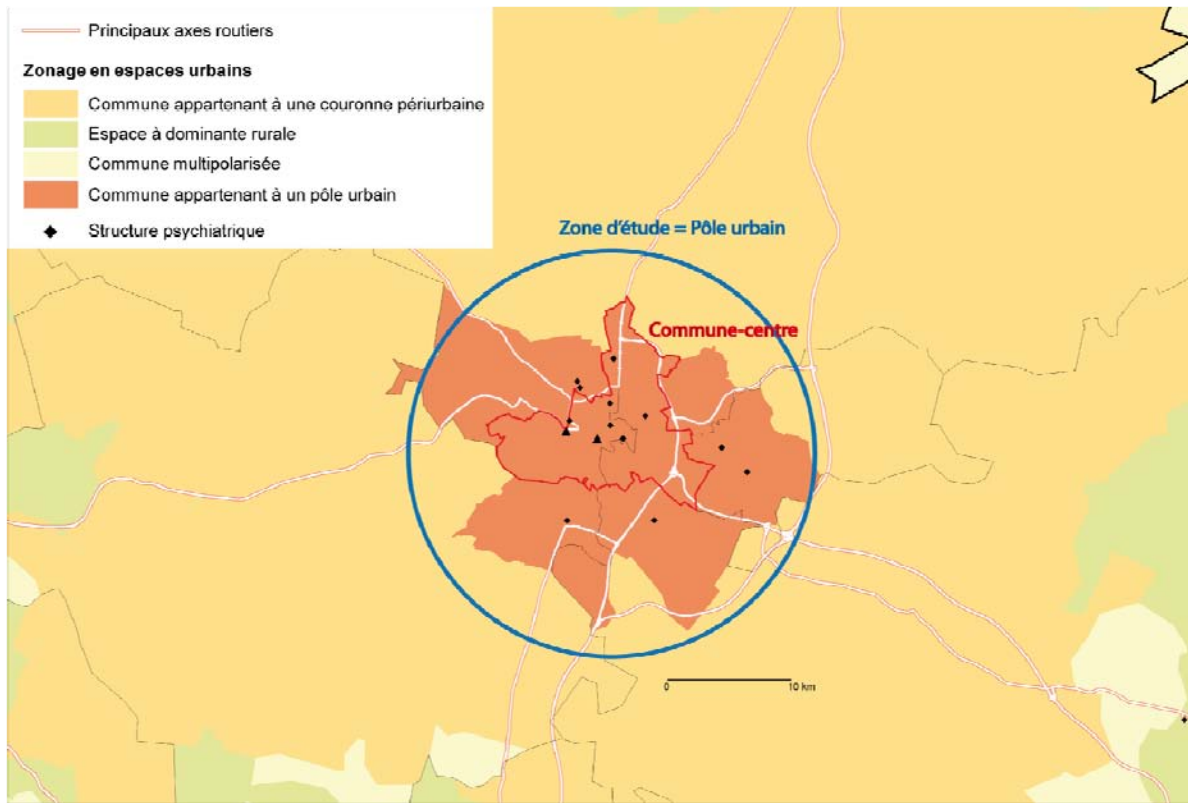 Principaux axes routiers
Zonage en espaces urbains
Commune appartenant à une couronne périurbaine
Espace à dominante rurale
Commune multipolarisée
Commune appartenant à un pôle urbain
Structure psychiatrique
Zone d'étude = Pôle urbain
Commune-centre
0 10 km